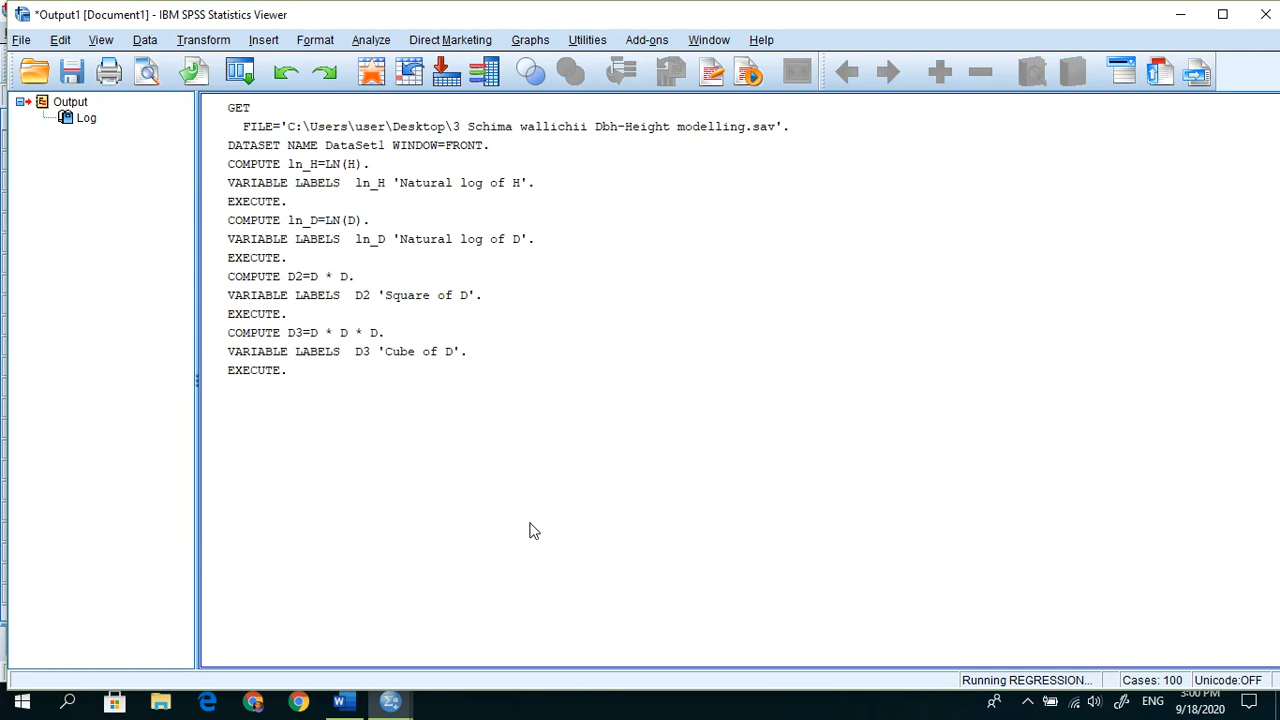 *Output1 [Document1] - IBM SPSS Statistics Viewer
File Edit View Data Transform Insert Format Analyze Direct Marketing Graphs Utilities Add-ons Window Help
Output
Log
GET
FILE='C:\Users\user\Desktop\3 Schima wallichii Dbh-Height modelling.sav'.
DATASET NAME DataSet1 WINDOW=FRONT.
COMPUTE ln_H=LN(H).
VARIABLE LABELS  ln_H 'Natural log of H'.
EXECUTE.
COMPUTE ln_D=LN(D).
VARIABLE LABELS  ln_D 'Natural log of D'.
EXECUTE.
COMPUTE D2=D * D.
VARIABLE LABELS  D2 'Square of D'.
EXECUTE.
COMPUTE D3=D * D * D.
VARIABLE LABELS  D3 'Cube of D'.
EXECUTE.
Running REGRESSION... Cases: 100 Unicode:OFF
ENG
3:00 PM
9/18/2020